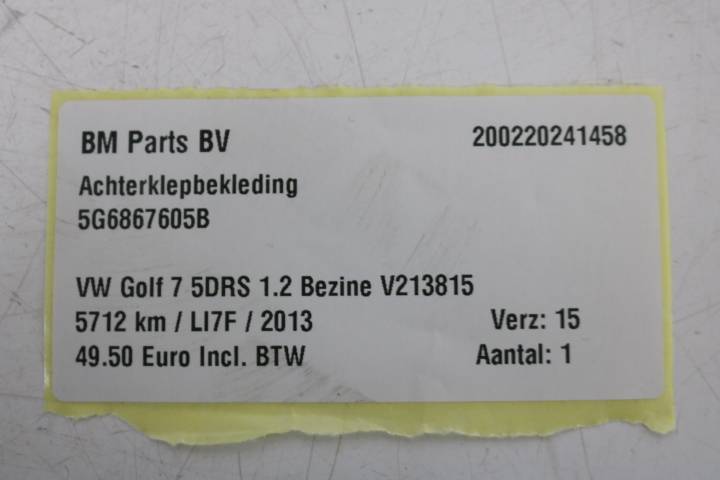 BM Parts BV 200220241458
Achterklepbekleding
5G6867605B
VW Golf 7 5DRS 1.2 Bezine V213815
5712 km / LI7F / 2013 Verz: 15
49.50 Euro Incl. BTW Aantal: 1